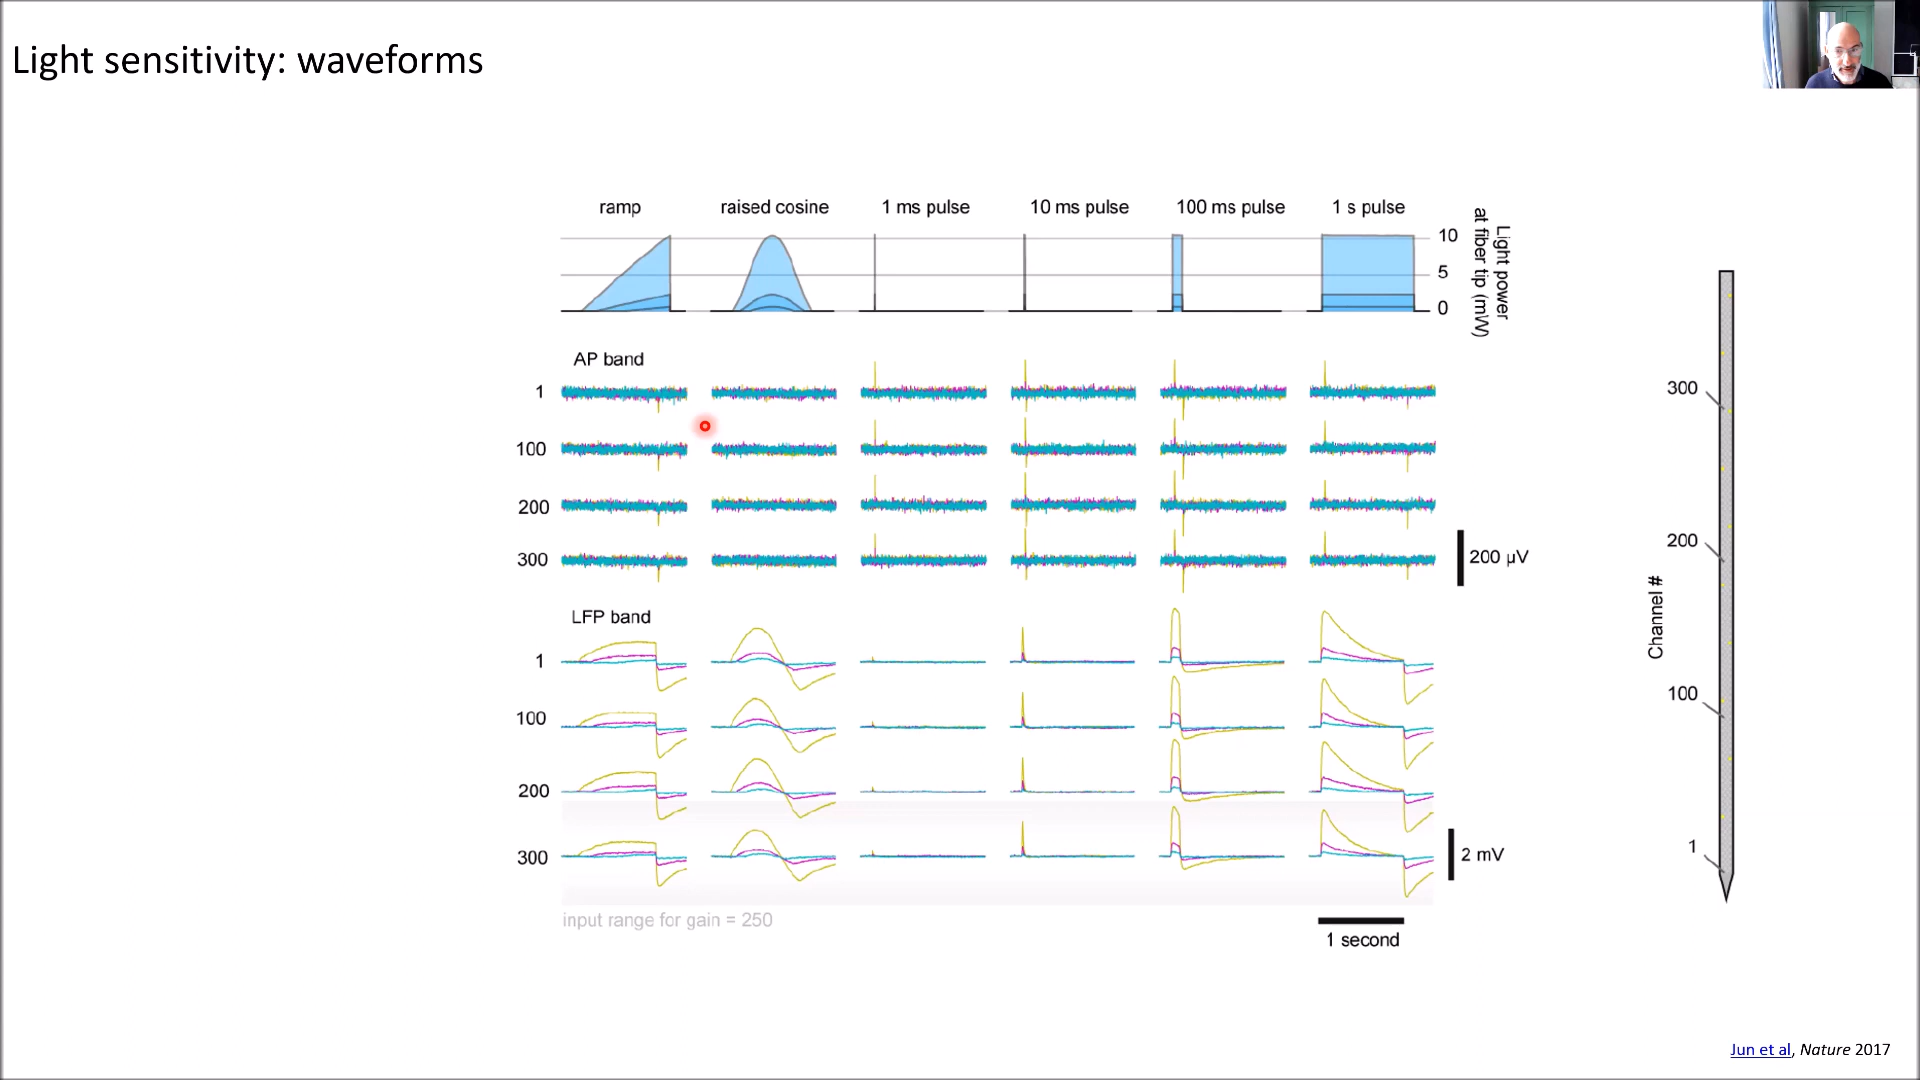 Light sensitivity: waveforms
ramp
raised cosine
1 ms pulse
10 ms pulse
100 ms pulse
1 s pulse
10
5
0
Light power
at fiber tip (mW)
AP band
1
100
200
300
200 µV
LFP band
1
100
200
300
2 mV
input range for gain = 250
1 second
300
200
100
1
Channel #
Jun et al, Nature 2017